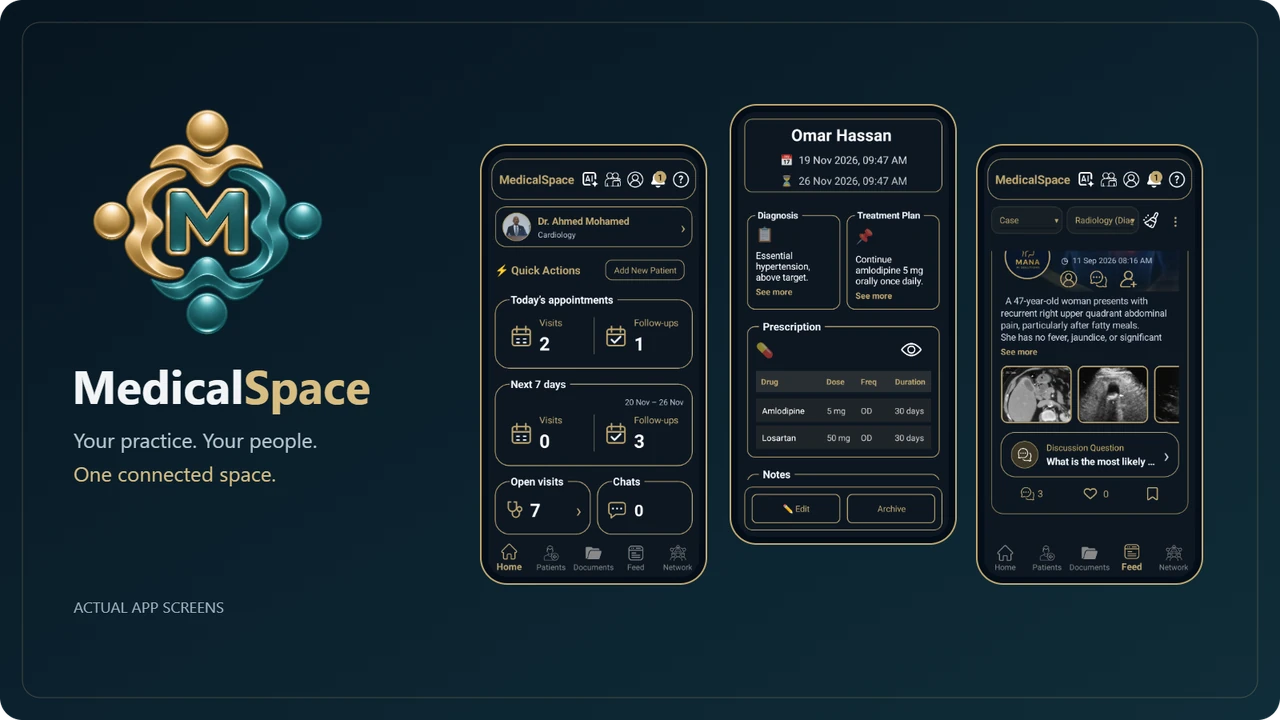 M
MedicalSpace
Your practice. Your people.
One connected space.
ACTUAL APP SCREENS
MedicalSpace
AI
1
?
Dr. Ahmed Mohamed
Cardiology
Quick Actions
Add New Patient
Today's appointments
Visits
2
Follow-ups
1
Next 7 days
20 Nov – 26 Nov
Visits
0
Follow-ups
3
Open visits
7
Chats
0
Home
Patients
Documents
Feed
Network
Omar Hassan
19 Nov 2026, 09:47 AM
26 Nov 2026, 09:47 AM
Diagnosis
Essential
hypertension,
above target.
See more
Treatment Plan
Continue
amlodipine 5 mg
orally once daily.
See more
Prescription
Drug Dose Freq Duration
Amlodipine 5 mg OD 30 days
Losartan 50 mg OD 30 days
Notes
Edit
Archive
MedicalSpace
AI
1
?
Case
Radiology (Diag
MANA
11 Sep 2026 08:16 AM
A 47-year-old woman presents with
recurrent right upper quadrant abdominal
pain, particularly after fatty meals.
She has no fever, jaundice, or significant
See more
Discussion Question
What is the most likely ...
3
0
Home
Patients
Documents
Feed
Network